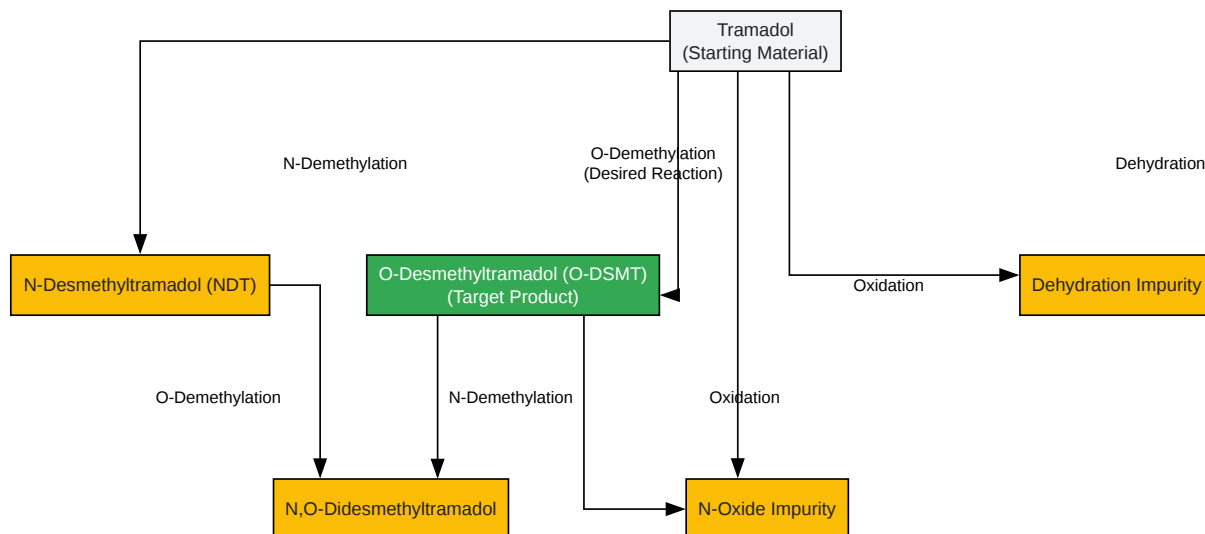 Tramadol
(Starting Material)
N-Demethylation
O-Demethylation
(Desired Reaction)
Dehydration
N-Desmethyltramadol (NDT)
O-Desmethyltramadol (O-DSMT)
(Target Product)
Oxidation
Dehydration Impurity
O-Demethylation
N-Demethylation
Oxidation
N,O-Didesmethyltramadol
N-Oxide Impurity